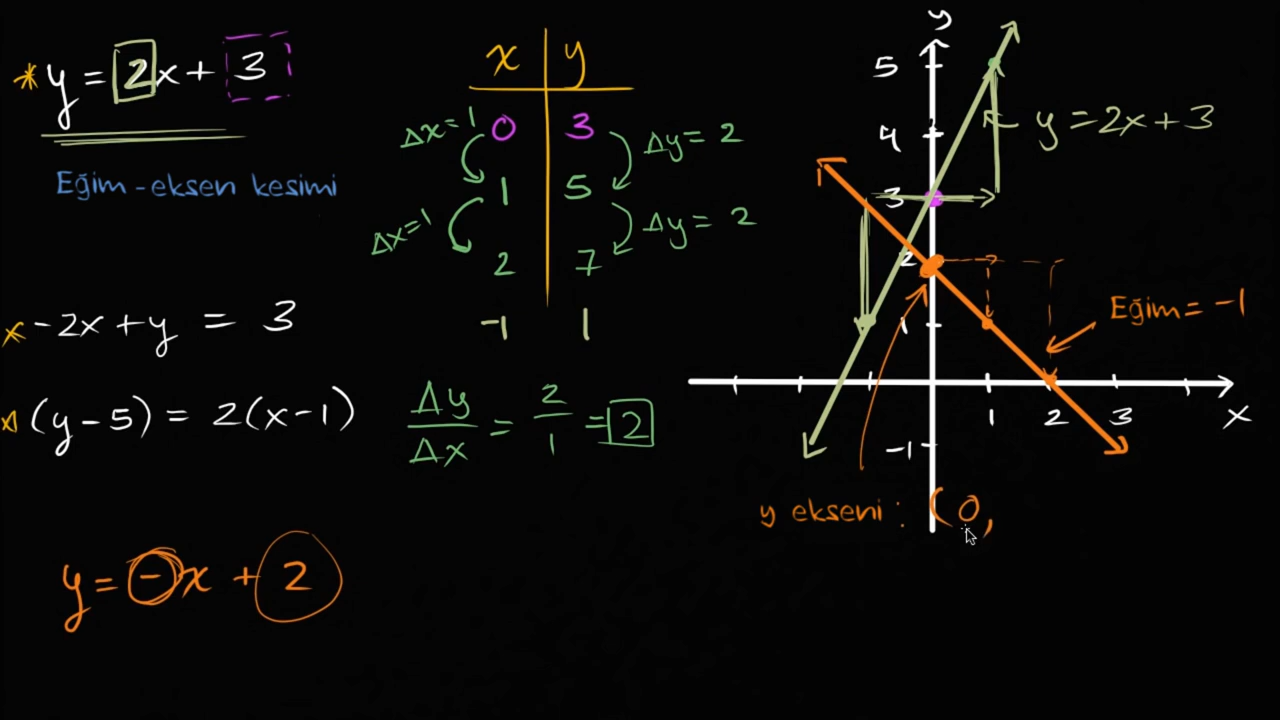 * y = 2x + 3
Eğim - eksen kesimi
x y
0 3
1 5
2 7
-1 1
Δx=1
Δx=1
Δy = 2
Δy = 2
* -2x + y = 3
* (y - 5) = 2(x - 1)
Δy/Δx = 2/1 = 2
y = -x + 2
y
5
4
3
2
1
-1
1 2 3
x
y = 2x + 3
Eğim = -1
y ekseni : (0,